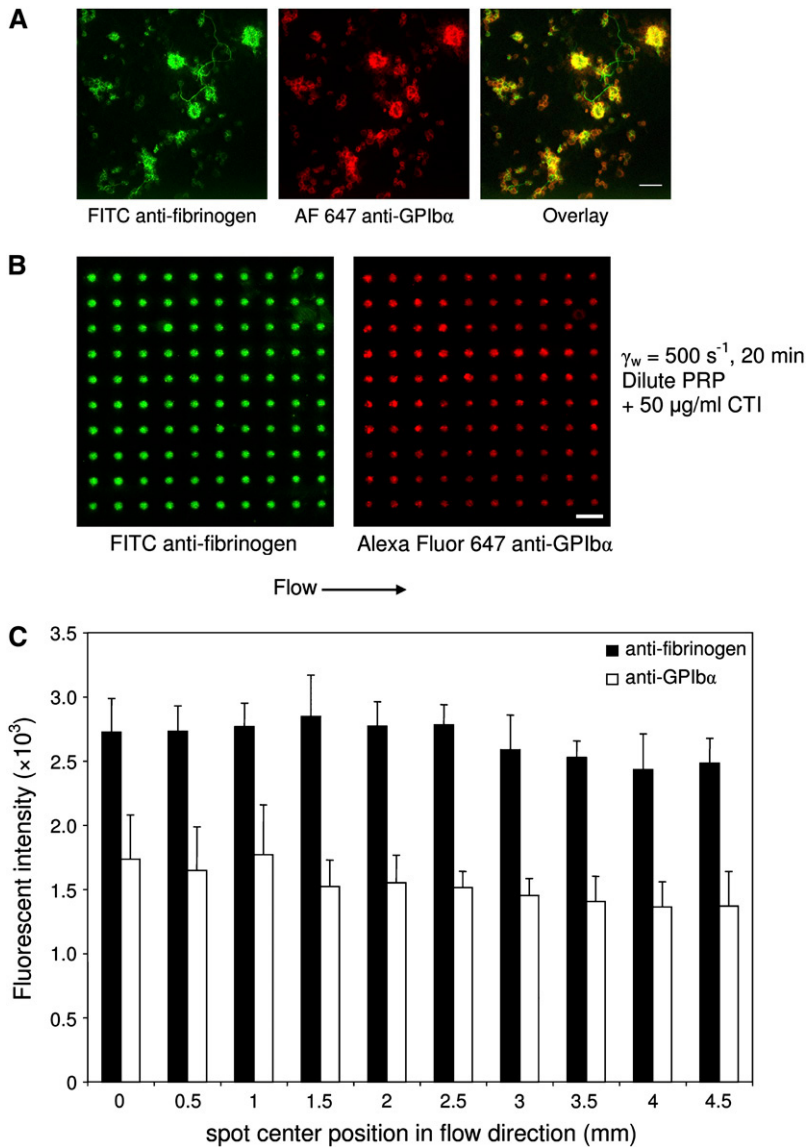 A
FITC anti-fibrinogen
AF 647 anti-GPIbα
Overlay
B
γw = 500 s⁻¹, 20 min
Dilute PRP
+ 50 µg/ml CTI
FITC anti-fibrinogen
Alexa Fluor 647 anti-GPIbα
Flow
C
anti-fibrinogen
anti-GPIbα
Fluorescent intensity (×10³)
3.5
3.0
2.5
2.0
1.5
1.0
0.5
0
0 0.5 1 1.5 2 2.5 3 3.5 4 4.5
spot center position in flow direction (mm)